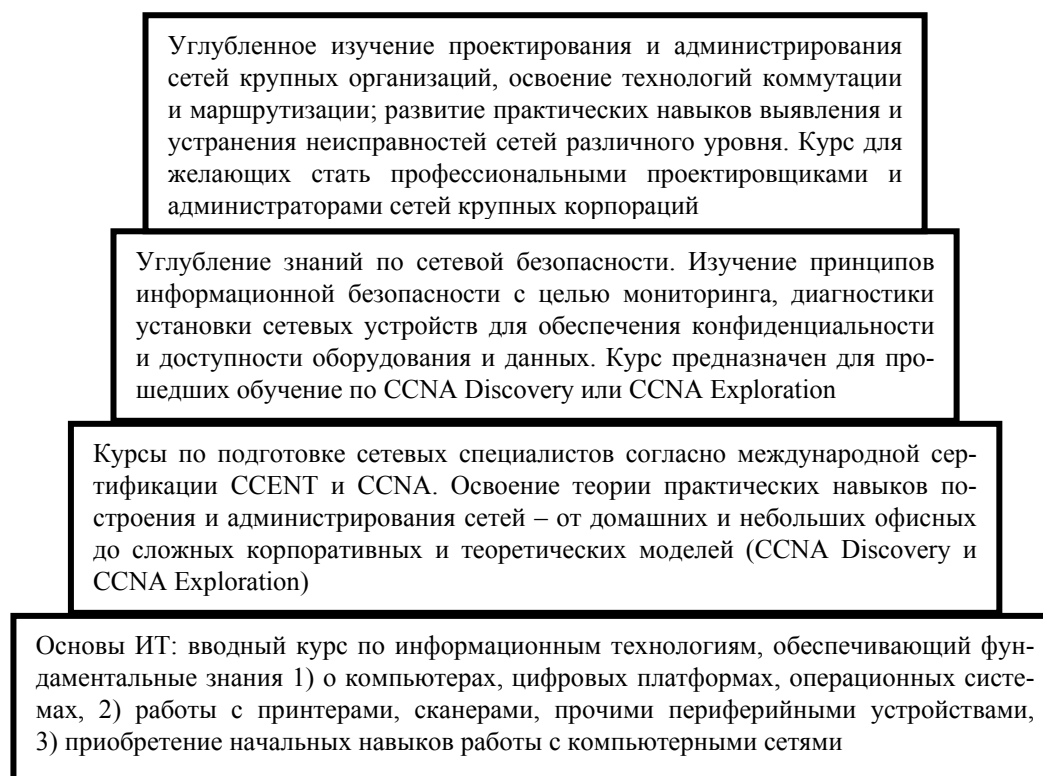 Углубленное изучение проектирования и администрирования
сетей крупных организаций, освоение технологий коммутации
и маршрутизации; развитие практических навыков выявления и
устранения неисправностей сетей различного уровня. Курс для
желающих стать профессиональными проектировщиками и
администраторами сетей крупных корпораций
Углубление знаний по сетевой безопасности. Изучение принципов
информационной безопасности с целью мониторинга, диагностики
установки сетевых устройств для обеспечения конфиденциальности
и доступности оборудования и данных. Курс предназначен для про-
шедших обучение по CCNA Discovery или CCNA Exploration
Курсы по подготовке сетевых специалистов согласно международной сер-
тификации CCENT и CCNA. Освоение теории практических навыков по-
строения и администрирования сетей – от домашних и небольших офисных
до сложных корпоративных и теоретических моделей (CCNA Discovery и
CCNA Exploration)
Основы ИТ: вводный курс по информационным технологиям, обеспечивающий фун-
даментальные знания 1) о компьютерах, цифровых платформах, операционных систе-
мах, 2) работы с принтерами, сканерами, прочими периферийными устройствами,
3) приобретение начальных навыков работы с компьютерными сетями